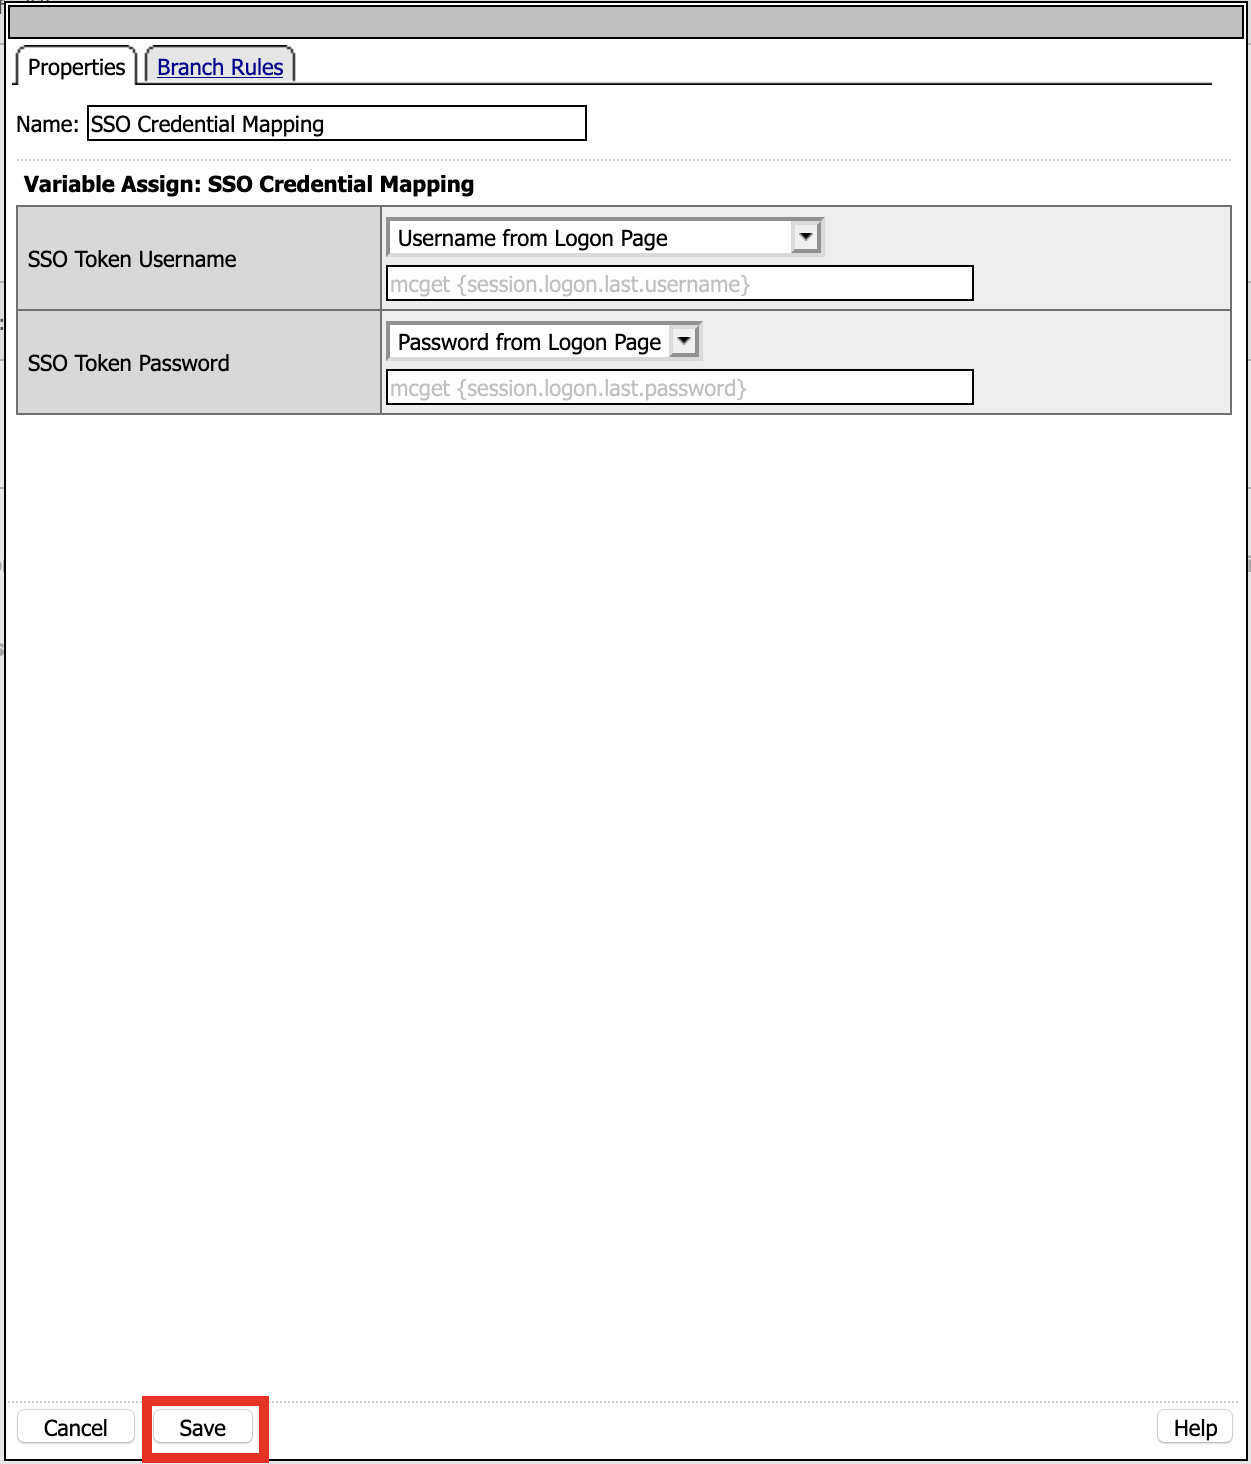 Properties Branch Rules
Name: SSO Credential Mapping
Variable Assign: SSO Credential Mapping
SSO Token Username
Username from Logon Page
mcget {session.logon.last.username}
SSO Token Password
Password from Logon Page
mcget {session.logon.last.password}
Cancel Save Help